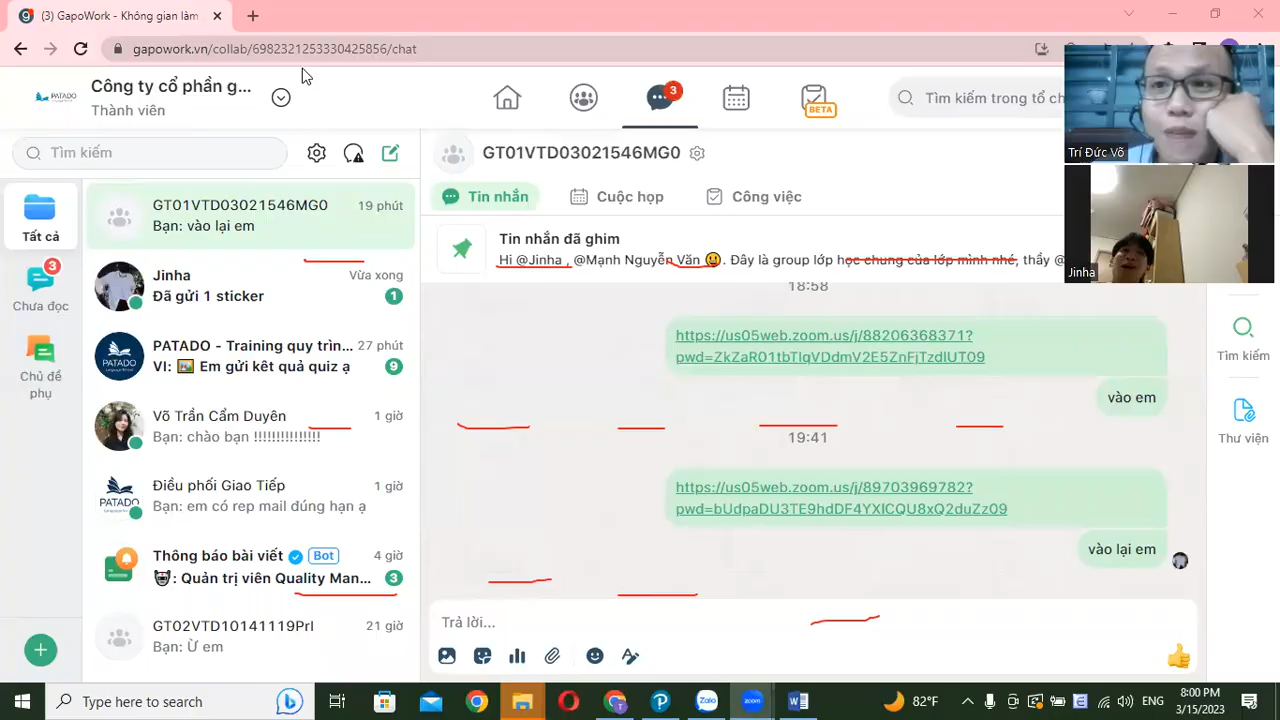 (3) GapoWork - Không gian làm
gapowork.vn/collab/6982321253330425856/chat
PATADO
Công ty cổ phần g...
Thành viên
3
BETA
Tìm kiếm trong tổ ch
Trí Đức Võ
Jinha
Tìm kiếm
Tất cả
3
Chưa đọc
Chủ đề
phụ
GT01VTD03021546MG0 19 phút
Bạn: vào lại em
Jinha Vừa xong
Đã gửi 1 sticker 1
PATADO - Training quy trìn... 27 phút
VI: 🖼️ Em gửi kết quả quiz ạ 9
Võ Trần Cẩm Duyên 1 giờ
Bạn: chào bạn !!!!!!!!!!!!!!!
Điều phối Giao Tiếp 1 giờ
Bạn: em có rep mail đúng hạn ạ
Thông báo bài viết Bot 4 giờ
: Quản trị viên Quality Man... 3
GT02VTD10141119PrI 21 giờ
Bạn: Ừ em
GT01VTD03021546MG0
Tin nhắn Cuộc họp Công việc
Tin nhắn đã ghim
Hi @Jinha , @Mạnh Nguyễn Văn 😃. Đây là group lớp học chung của lớp mình nhé, thầy @
18:58
https://us05web.zoom.us/j/88206368371?
pwd=ZkZaR01tbTlqVDdmV2E5ZnFjTzdlUT09
vào em
19:41
https://us05web.zoom.us/j/89703969782?
pwd=bUdpaDU3TE9hdDF4YXlCQU8xQ2duZz09
vào lại em
Trả lời...
Tìm kiếm
Thư viện
Type here to search
82°F
ENG
8:00 PM
3/15/2023